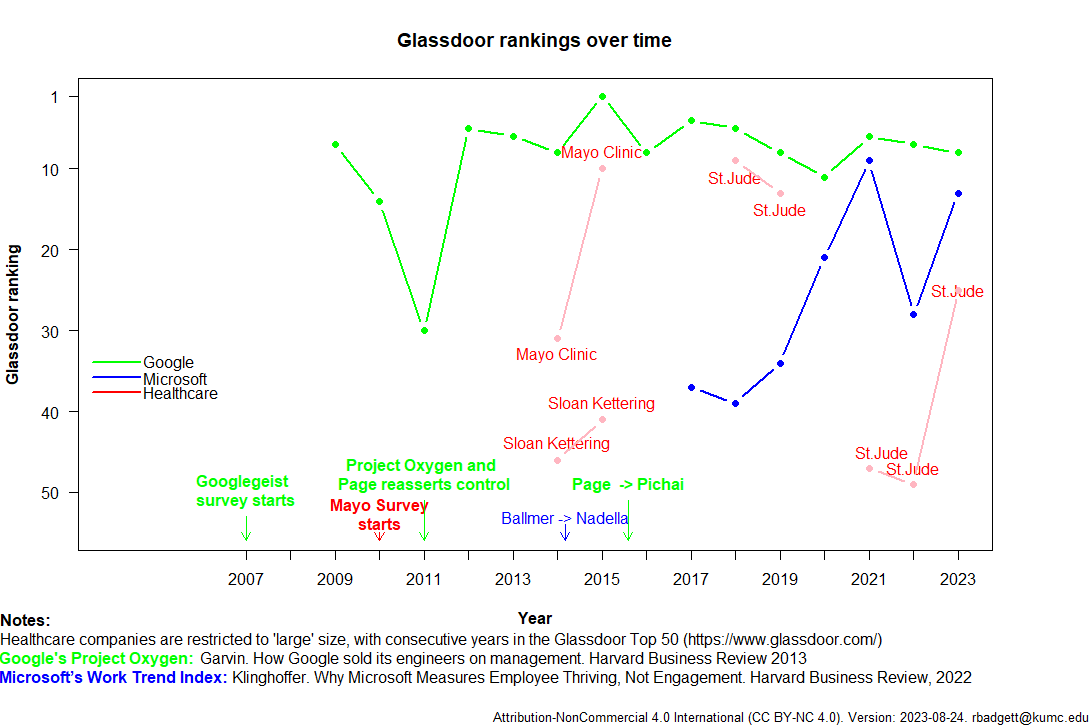 Glassdoor rankings over time
Glassdoor ranking
1
10
20
30
40
50
Mayo Clinic
St.Jude
St.Jude
St.Jude
Mayo Clinic
Google
Microsoft
Healthcare
Sloan Kettering
Sloan Kettering
St.Jude
St.Jude
Googlegeist
survey starts
Project Oxygen and
Page reasserts control
Page -> Pichai
Mayo Survey
starts
Ballmer -> Nadella
2007 2009 2011 2013 2015 2017 2019 2021 2023
Year
Notes:
Healthcare companies are restricted to 'large' size, with consecutive years in the Glassdoor Top 50 (https://www.glassdoor.com/)
Google's Project Oxygen: Garvin. How Google sold its engineers on management. Harvard Business Review 2013
Microsoft's Work Trend Index: Klinghoffer. Why Microsoft Measures Employee Thriving, Not Engagement. Harvard Business Review, 2022
Attribution-NonCommercial 4.0 International (CC BY-NC 4.0). Version: 2023-08-24. rbadgett@kumc.edu